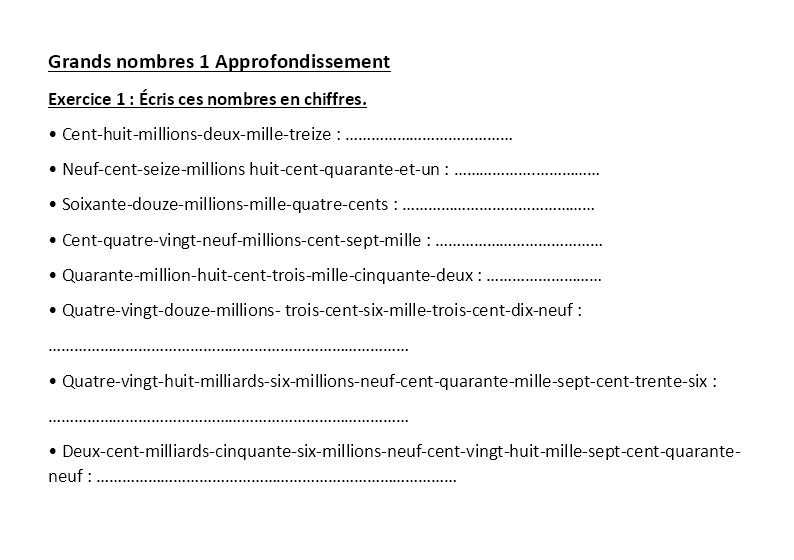 Grands nombres 1 Approfondissement
Exercice 1 : Écris ces nombres en chiffres.
• Cent-huit-millions-deux-mille-treize : …………………………………
• Neuf-cent-seize-millions huit-cent-quarante-et-un : ……………………………
• Soixante-douze-millions-mille-quatre-cents : ………………………………………
• Cent-quatre-vingt-neuf-millions-cent-sept-mille : …………………………………
• Quarante-million-huit-cent-trois-mille-cinquante-deux : ………………………
• Quatre-vingt-douze-millions- trois-cent-six-mille-trois-cent-dix-neuf :
…………………………………………………………………………
• Quatre-vingt-huit-milliards-six-millions-neuf-cent-quarante-mille-sept-cent-trente-six :
…………………………………………………………………………
• Deux-cent-milliards-cinquante-six-millions-neuf-cent-vingt-huit-mille-sept-cent-quarante-
neuf : …………………………………………………………………………